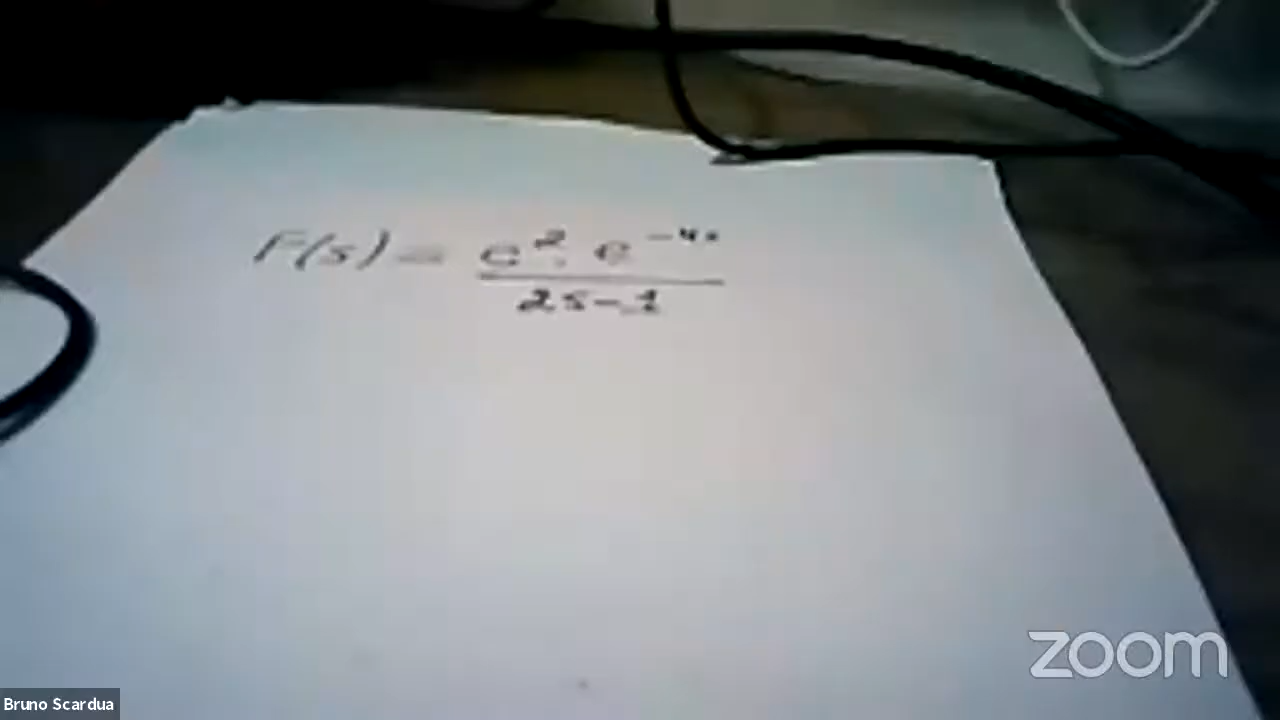 F(s) = e² · e⁻⁴ˢ
2s - 1
zoom
Bruno Scardua